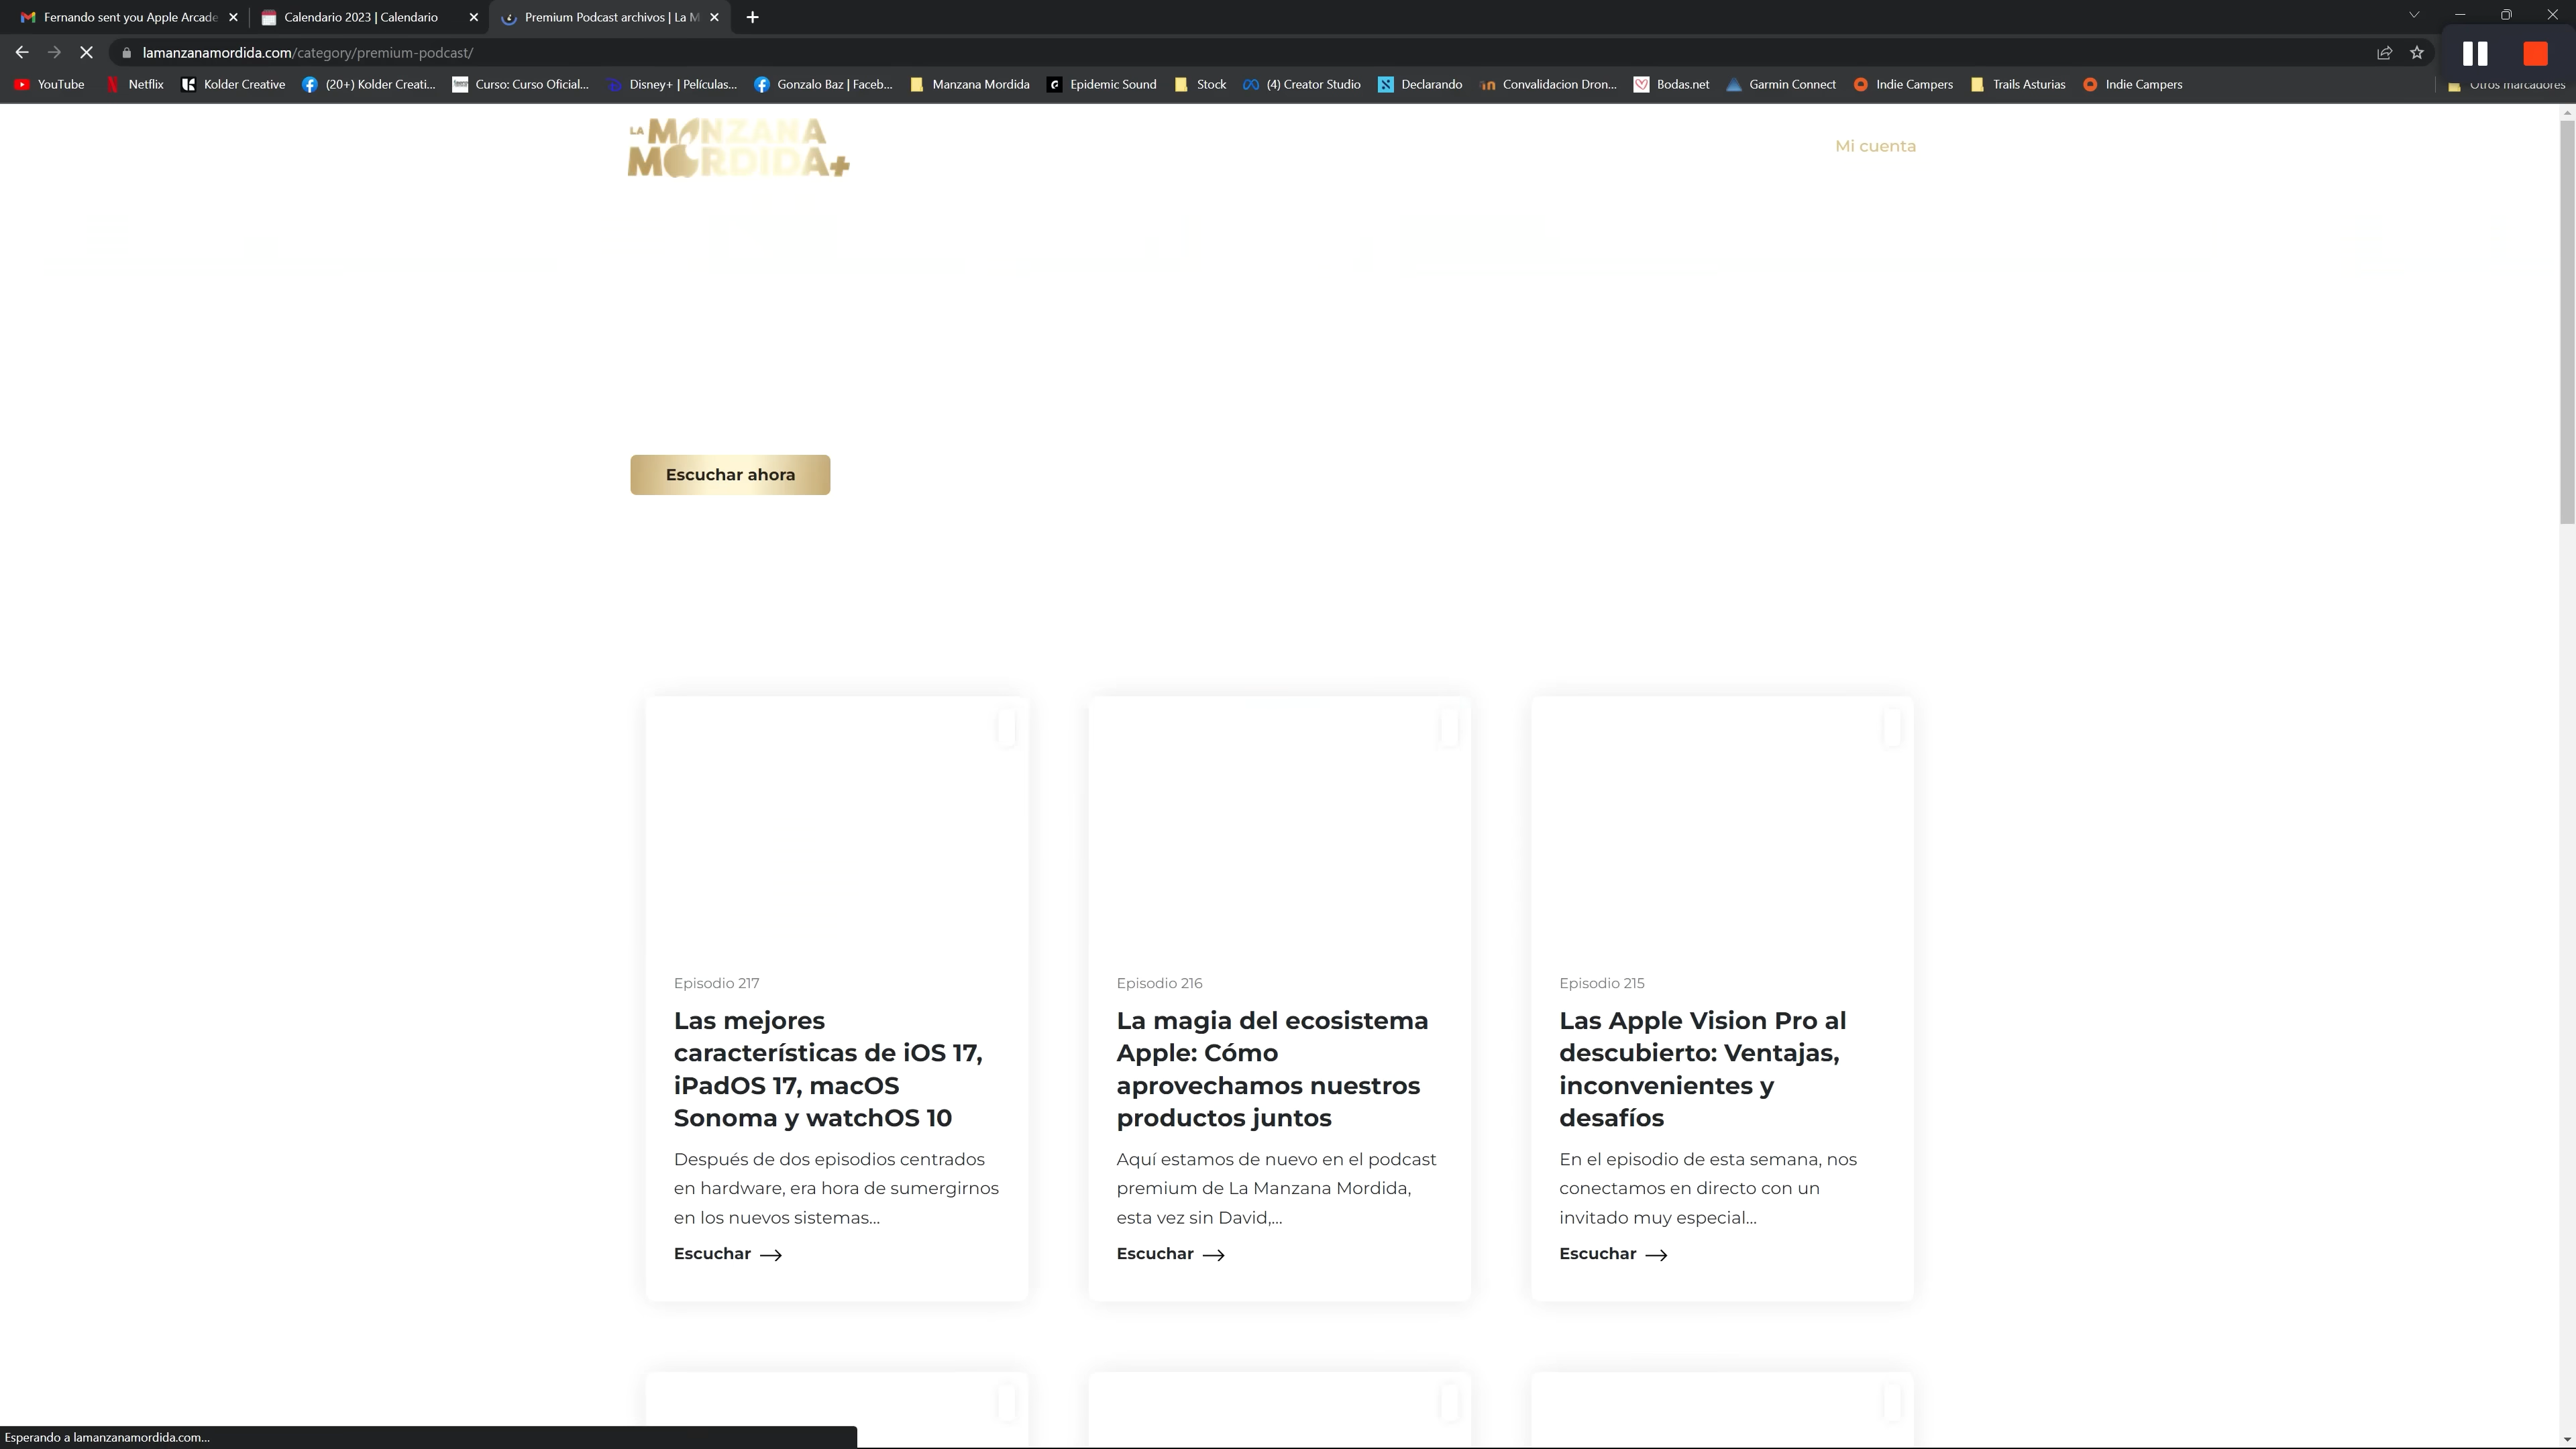 Fernando sent you Apple Arcade
Calendario 2023 | Calendario
Premium Podcast archivos | La M
lamanzanamordida.com/category/premium-podcast/
YouTube
Netflix
Kolder Creative
(20+) Kolder Creati...
Curso: Curso Oficial...
Disney+ | Películas...
Gonzalo Baz | Faceb...
Manzana Mordida
Epidemic Sound
Stock
(4) Creator Studio
Declarando
Convalidacion Dron...
Bodas.net
Garmin Connect
Indie Campers
Trails Asturias
Indie Campers
Otros marcadores
LA MANZANA
MORDIDA+
Mi cuenta
Escuchar ahora
Episodio 217
Las mejores
características de iOS 17,
iPadOS 17, macOS
Sonoma y watchOS 10
Después de dos episodios centrados
en hardware, era hora de sumergirnos
en los nuevos sistemas...
Escuchar
Episodio 216
La magia del ecosistema
Apple: Cómo
aprovechamos nuestros
productos juntos
Aquí estamos de nuevo en el podcast
premium de La Manzana Mordida,
esta vez sin David,...
Escuchar
Episodio 215
Las Apple Vision Pro al
descubierto: Ventajas,
inconvenientes y
desafíos
En el episodio de esta semana, nos
conectamos en directo con un
invitado muy especial...
Escuchar
Esperando a lamanzanamordida.com...